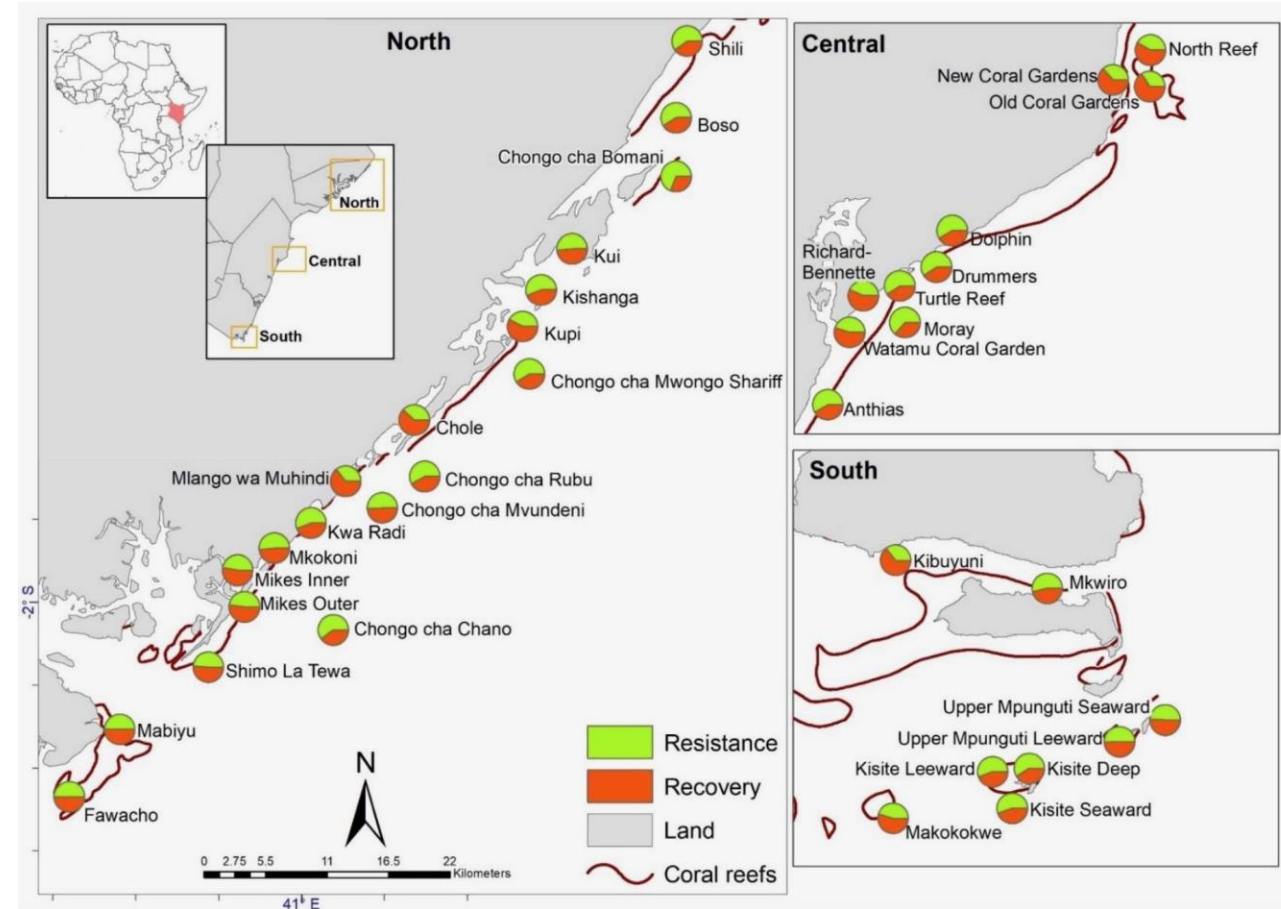 North
Shili
Boso
Chongo cha Bomani
Kui
Kishanga
Kupi
Chongo cha Mwongo Shariff
Chole
Mlango wa Muhindi
Chongo cha Rubu
Chongo cha Mvundeni
Kwa Radi
Mkokoni
Mikes Inner
Mikes Outer
Chongo cha Chano
Shimo La Tewa
Mabiyu
Fawacho
North
Central
South
-2° S
41° E
N
0 2.75 5.5 11 16.5 22
Kilometers
Resistance
Recovery
Land
Coral reefs
Central
North Reef
New Coral Gardens
Old Coral Gardens
Dolphin
Richard-
Bennette
Drummers
Turtle Reef
Moray
Watamu Coral Garden
Anthias
South
Kibuyuni
Mkwiro
Upper Mpunguti Seaward
Upper Mpunguti Leeward
Kisite Leeward
Kisite Deep
Kisite Seaward
Makokokwe